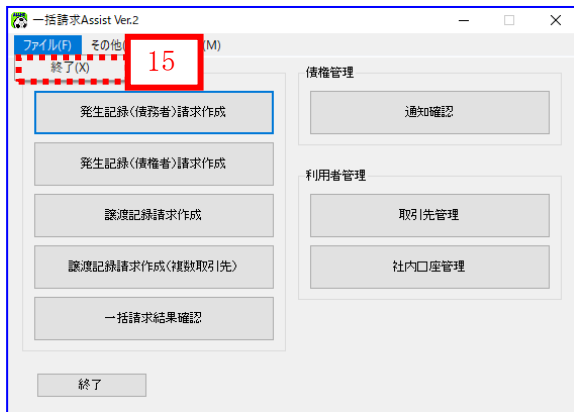 一括請求Assist Ver.2
ファイル(F) その他( (M)
終了(X)
15
発生記録(債務者)請求作成
発生記録(債権者)請求作成
譲渡記録請求作成
譲渡記録請求作成(複数取引先)
一括請求結果確認
終了
債権管理
通知確認
利用者管理
取引先管理
社内口座管理